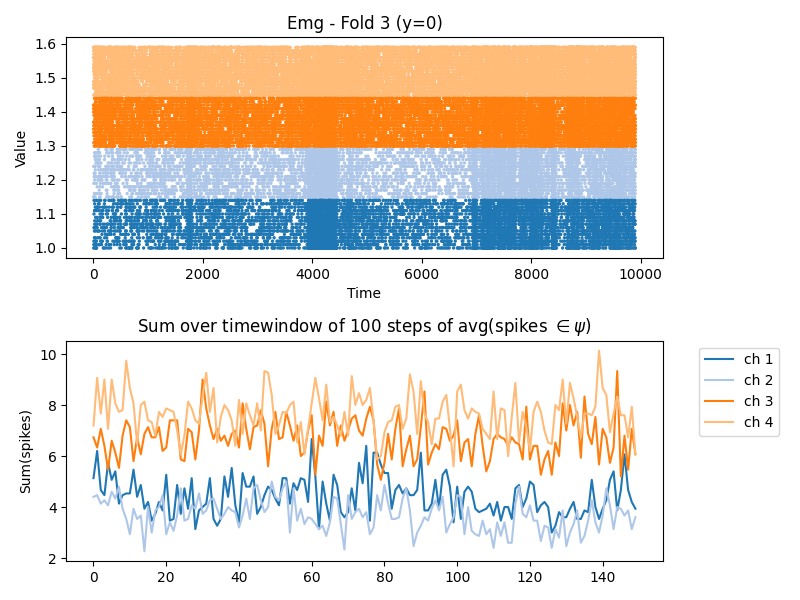 Emg - Fold 3 (y=0)
1.6
1.5
1.4
1.3
1.2
1.1
1.0
Value
0 2000 4000 6000 8000 10000
Time
Sum over timewindow of 100 steps of avg(spikes ∈ ψ)
10
8
6
4
2
Sum(spikes)
0 20 40 60 80 100 120 140
ch 1
ch 2
ch 3
ch 4